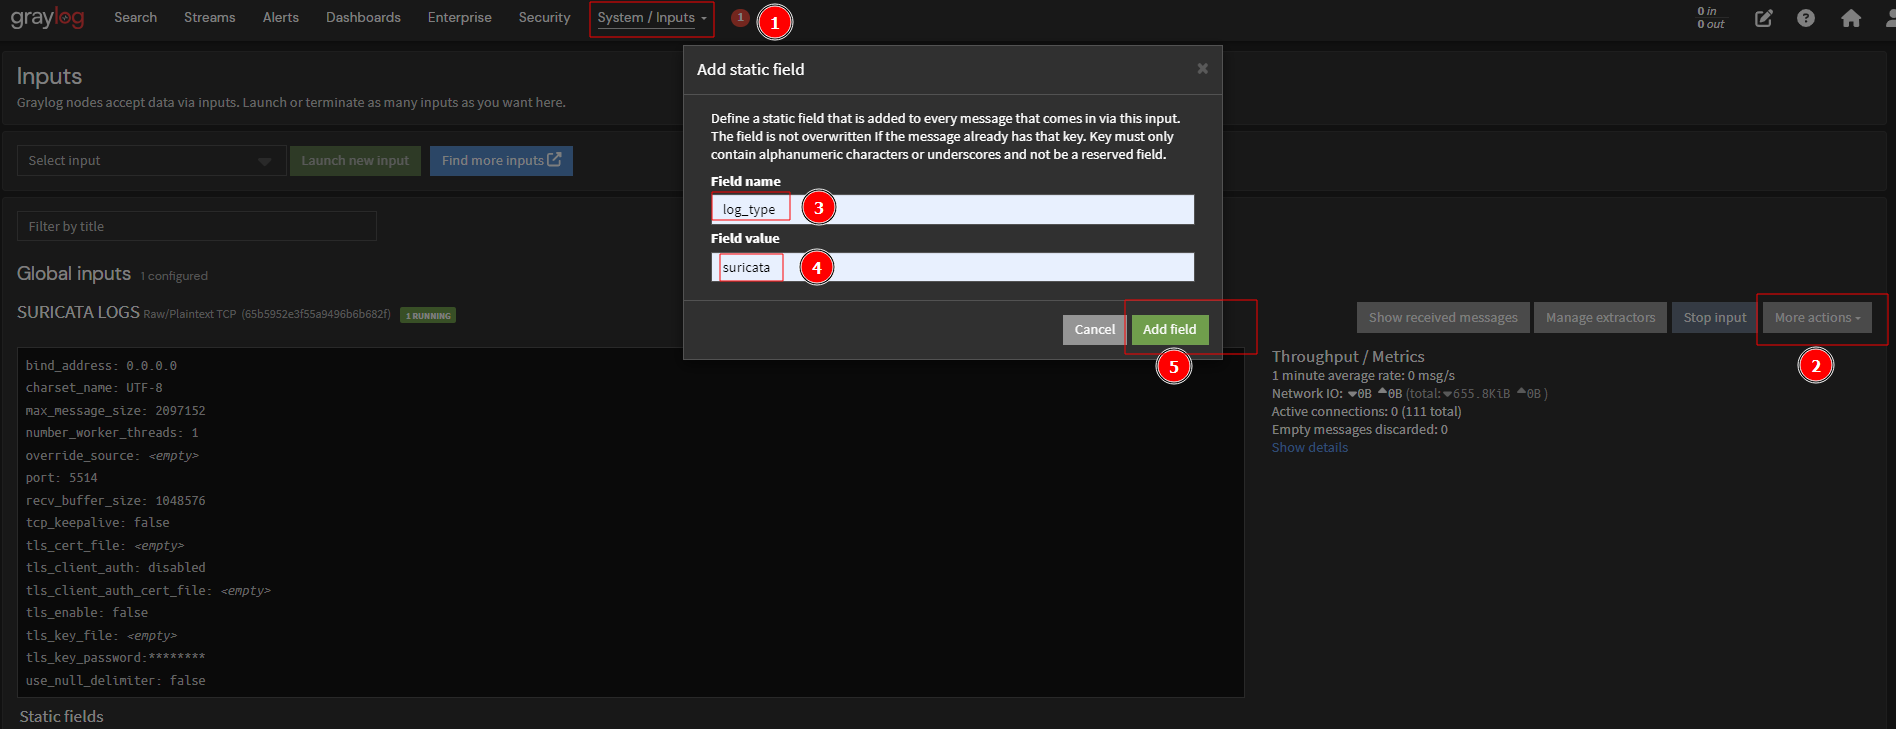 graylog
Search
Streams
Alerts
Dashboards
Enterprise
Security
System / Inputs
1
1
0 in
0 out
Inputs
Graylog nodes accept data via inputs. Launch or terminate as many inputs as you want here.
Select input
Launch new input
Find more inputs
Filter by title
Global inputs 1 configured
SURICATA LOGS Raw/Plaintext TCP (65b5952e3f55a9496b6b682f) 1 RUNNING
Show received messages
Manage extractors
Stop input
More actions
2
bind_address: 0.0.0.0
charset_name: UTF-8
max_message_size: 2097152
number_worker_threads: 1
override_source: <empty>
port: 5514
recv_buffer_size: 1048576
tcp_keepalive: false
tls_cert_file: <empty>
tls_client_auth: disabled
tls_client_auth_cert_file: <empty>
tls_enable: false
tls_key_file: <empty>
tls_key_password:********
use_null_delimiter: false
Throughput / Metrics
1 minute average rate: 0 msg/s
Network IO: 0B 0B (total: 655.8KiB 0B )
Active connections: 0 (111 total)
Empty messages discarded: 0
Show details
Static fields
Add static field
Define a static field that is added to every message that comes in via this input.
The field is not overwritten If the message already has that key. Key must only
contain alphanumeric characters or underscores and not be a reserved field.
Field name
log_type
3
Field value
suricata
4
Cancel
Add field
5